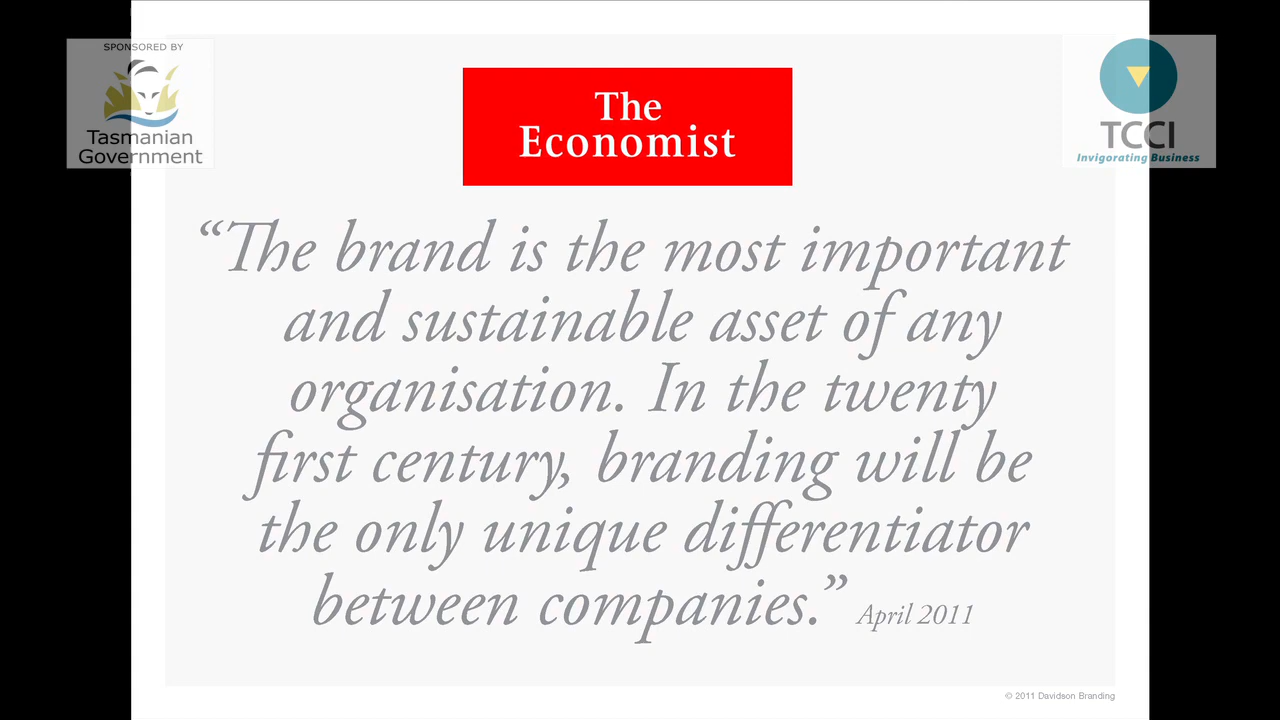 SPONSORED BY
Tasmanian
Government
The
Economist
TCCI
Invigorating Business
“The brand is the most important
and sustainable asset of any
organisation. In the twenty
first century, branding will be
the only unique differentiator
between companies.” April 2011
© 2011 Davidson Branding